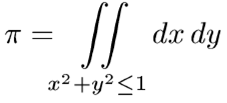 π = ∬ dx dy
x²+y²≤1